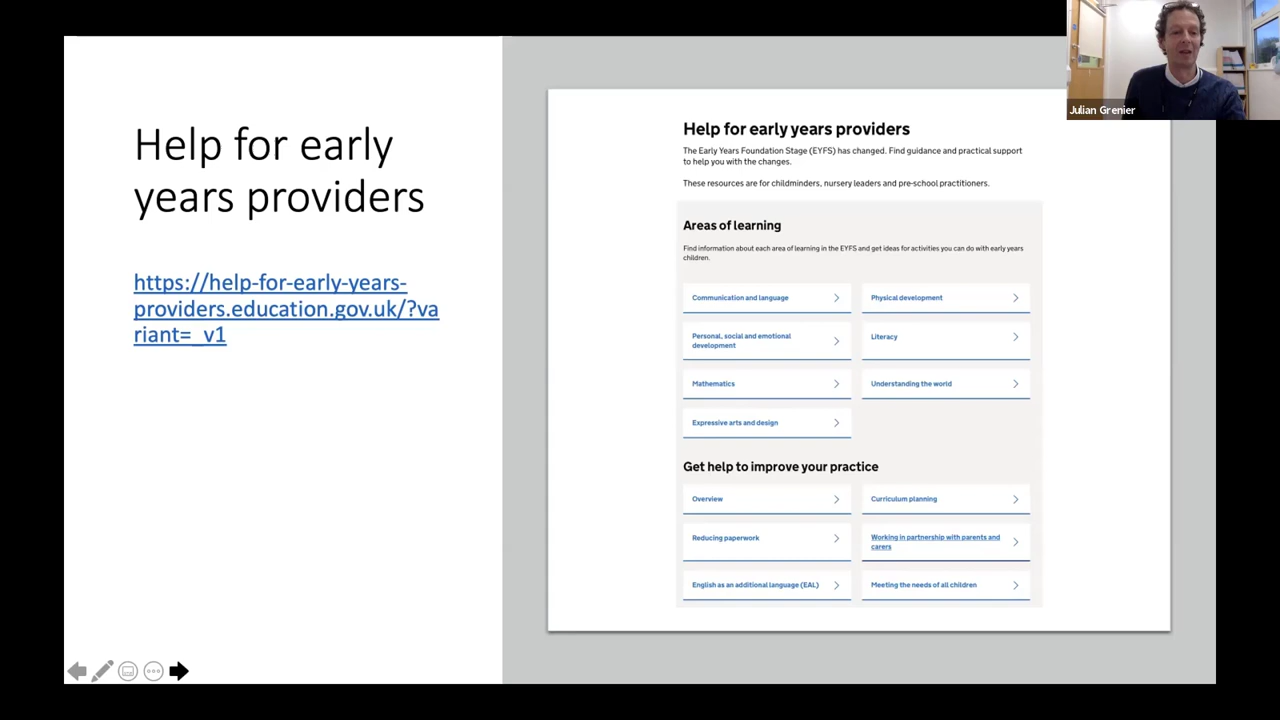 Help for early
years providers
https://help-for-early-years-
providers.education.gov.uk/?va
riant=_v1
Julian Grenier
Help for early years providers
The Early Years Foundation Stage (EYFS) has changed. Find guidance and practical support
to help you with the changes.
These resources are for childminders, nursery leaders and pre-school practitioners.
Areas of learning
Find information about each area of learning in the EYFS and get ideas for activities you can do with early years
children.
Communication and language
Physical development
Personal, social and emotional
development
Literacy
Mathematics
Understanding the world
Expressive arts and design
Get help to improve your practice
Overview
Curriculum planning
Reducing paperwork
Working in partnership with parents and
carers
English as an additional language (EAL)
Meeting the needs of all children